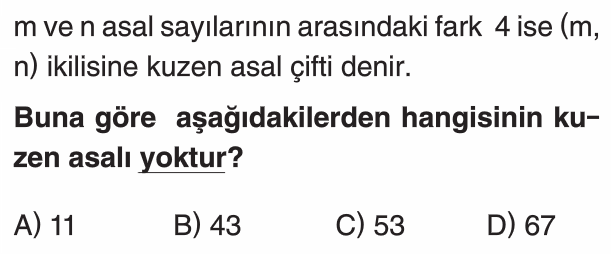 m ve n asal sayılarının arasındaki fark 4 ise (m,
n) ikilisine kuzen asal çifti denir.
Buna göre aşağıdakilerden hangisinin ku-
zen asalı yoktur?
A) 11 B) 43 C) 53 D) 67